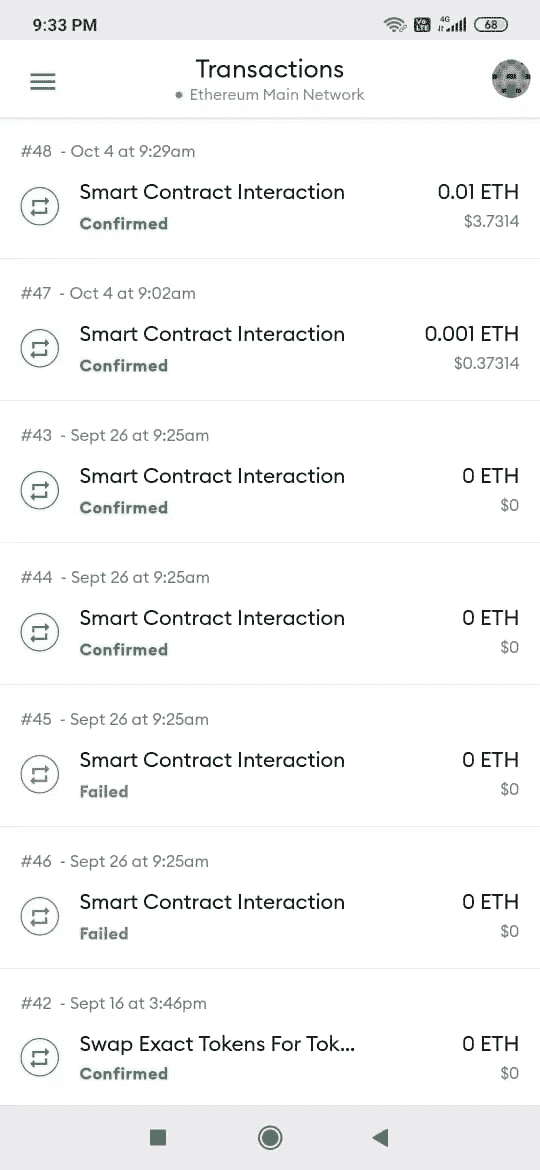 9:33 PM
Vo LTE 4G 68
Transactions
Ethereum Main Network
#48 - Oct 4 at 9:29am
Smart Contract Interaction 0.01 ETH
Confirmed $3.7314
#47 - Oct 4 at 9:02am
Smart Contract Interaction 0.001 ETH
Confirmed $0.37314
#43 - Sept 26 at 9:25am
Smart Contract Interaction 0 ETH
Confirmed $0
#44 - Sept 26 at 9:25am
Smart Contract Interaction 0 ETH
Confirmed $0
#45 - Sept 26 at 9:25am
Smart Contract Interaction 0 ETH
Failed $0
#46 - Sept 26 at 9:25am
Smart Contract Interaction 0 ETH
Failed $0
#42 - Sept 16 at 3:46pm
Swap Exact Tokens For Tok... 0 ETH
Confirmed $0